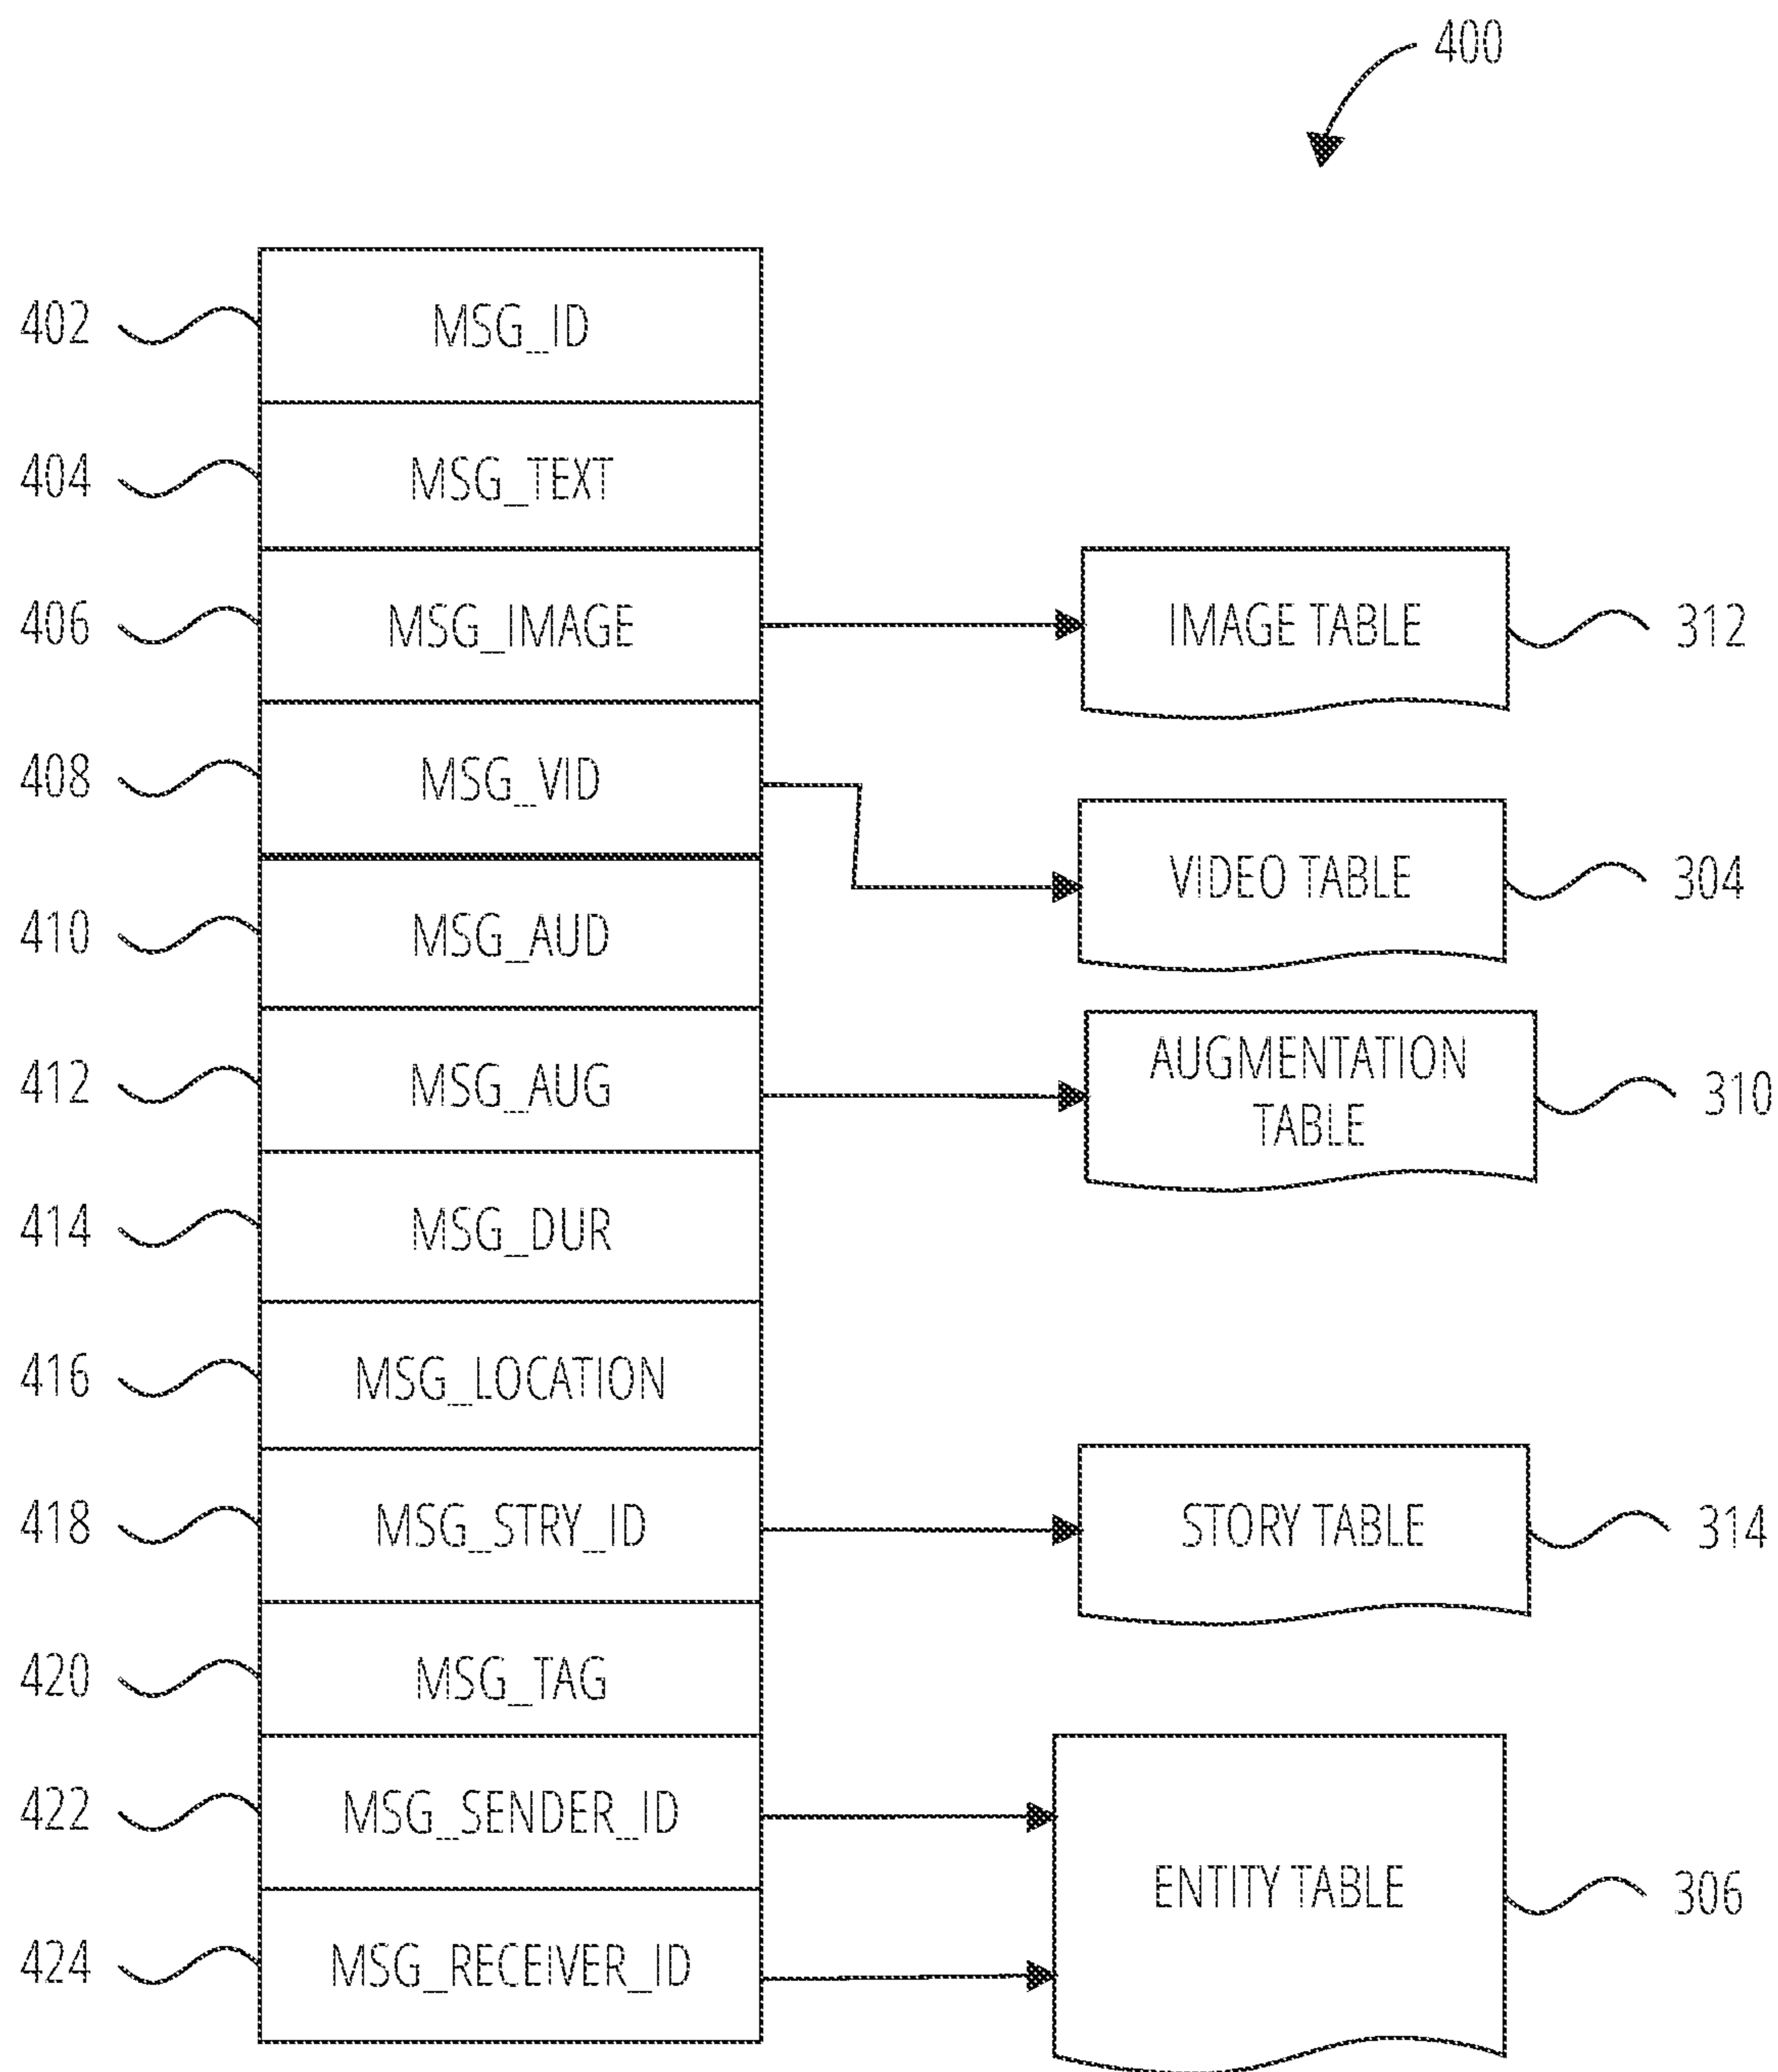 400
402 MSG_ID
404 MSG_TEXT
406 MSG_IMAGE IMAGE TABLE 312
408 MSG_VID
VIDEO TABLE 304
410 MSG_AUD
412 MSG_AUG AUGMENTATION
TABLE 310
414 MSG_DUR
416 MSG_LOCATION
418 MSG_STRY_ID STORY TABLE 314
420 MSG_TAG
422 MSG_SENDER_ID
ENTITY TABLE 306
424 MSG_RECEIVER_ID